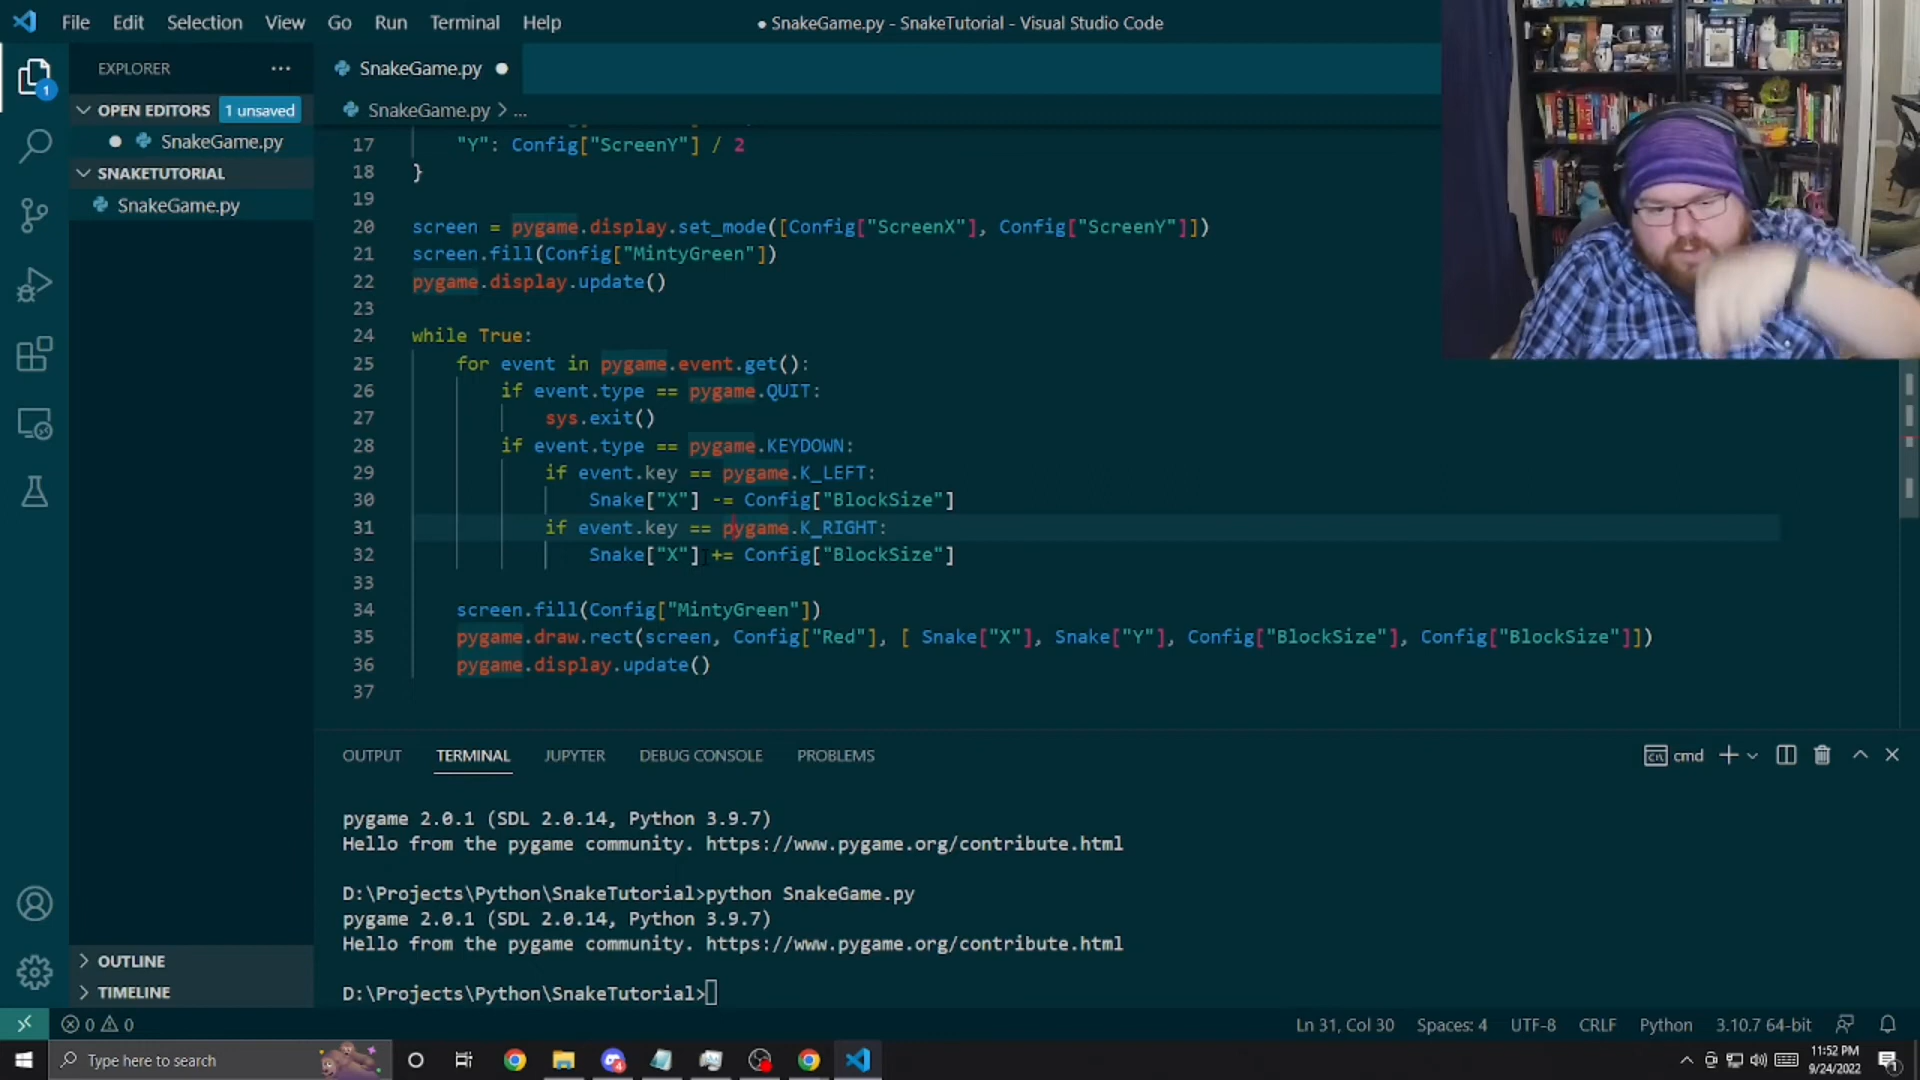 File Edit Selection View Go Run Terminal Help
● SnakeGame.py - SnakeTutorial - Visual Studio Code
EXPLORER ...
OPEN EDITORS 1 unsaved
SnakeGame.py
SNAKETUTORIAL
SnakeGame.py
OUTLINE
TIMELINE
1
SnakeGame.py
SnakeGame.py > ...
17 "Y": Config["ScreenY"] / 2
18 }
19
20 screen = pygame.display.set_mode([Config["ScreenX"], Config["ScreenY"]])
21 screen.fill(Config["MintyGreen"])
22 pygame.display.update()
23
24 while True:
25 for event in pygame.event.get():
26 if event.type == pygame.QUIT:
27 sys.exit()
28 if event.type == pygame.KEYDOWN:
29 if event.key == pygame.K_LEFT:
30 Snake["X"] -= Config["BlockSize"]
31 if event.key == pygame.K_RIGHT:
32 Snake["X"] += Config["BlockSize"]
33
34 screen.fill(Config["MintyGreen"])
35 pygame.draw.rect(screen, Config["Red"], [ Snake["X"], Snake["Y"], Config["BlockSize"], Config["BlockSize"]])
36 pygame.display.update()
37
OUTPUT TERMINAL JUPYTER DEBUG CONSOLE PROBLEMS
cmd
pygame 2.0.1 (SDL 2.0.14, Python 3.9.7)
Hello from the pygame community. https://www.pygame.org/contribute.html
D:\Projects\Python\SnakeTutorial>python SnakeGame.py
pygame 2.0.1 (SDL 2.0.14, Python 3.9.7)
Hello from the pygame community. https://www.pygame.org/contribute.html
D:\Projects\Python\SnakeTutorial>
0 0
Ln 31, Col 30 Spaces: 4 UTF-8 CRLF Python 3.10.7 64-bit
Type here to search
4
11:52 PM
9/24/2022
1